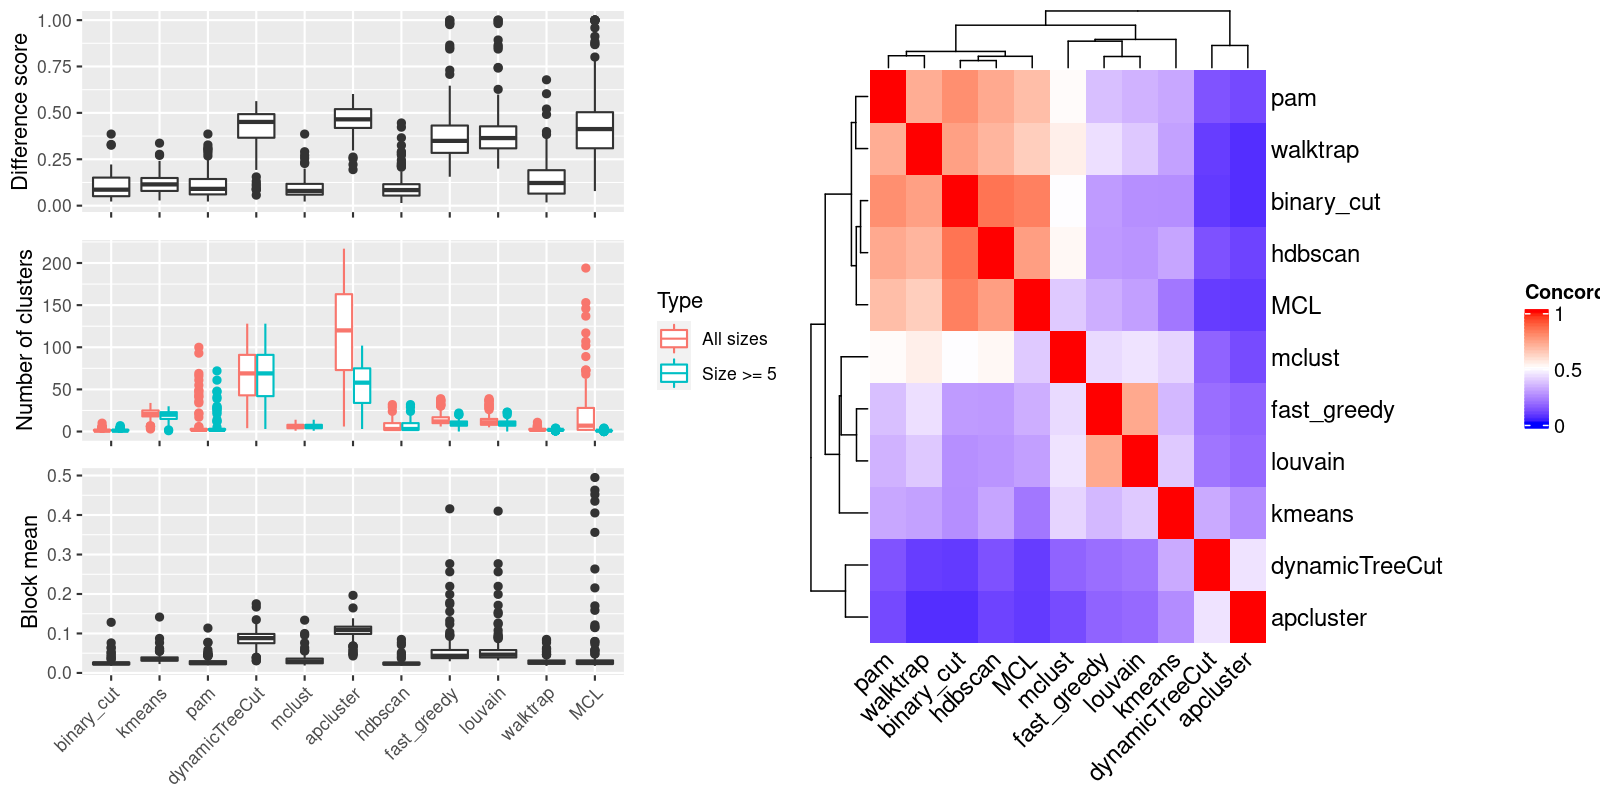 Difference score
1.00
0.75
0.50
0.25
0.00
Number of clusters
200
150
100
50
0
Block mean
0.5
0.4
0.3
0.2
0.1
0.0
binary_cut
kmeans
pam
dynamicTreeCut
mclust
apcluster
hdbscan
fast_greedy
louvain
walktrap
MCL
Type
All sizes
Size >= 5
pam
walktrap
binary_cut
hdbscan
MCL
mclust
fast_greedy
louvain
kmeans
dynamicTreeCut
apcluster
pam
walktrap
binary_cut
hdbscan
MCL
mclust
fast_greedy
louvain
kmeans
dynamicTreeCut
apcluster
Concord
1
0.5
0